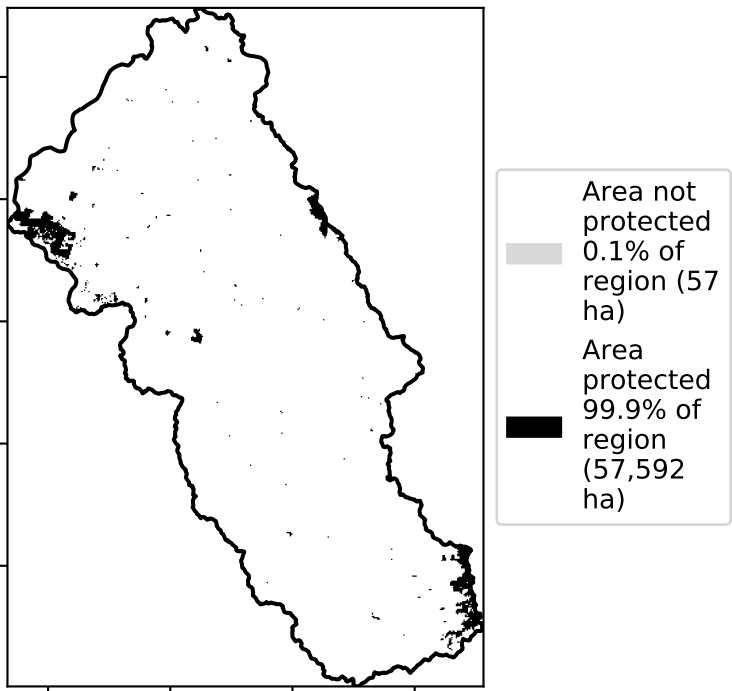 Area not
protected
0.1% of
region (57
ha)
Area
protected
99.9% of
region
(57,592
ha)